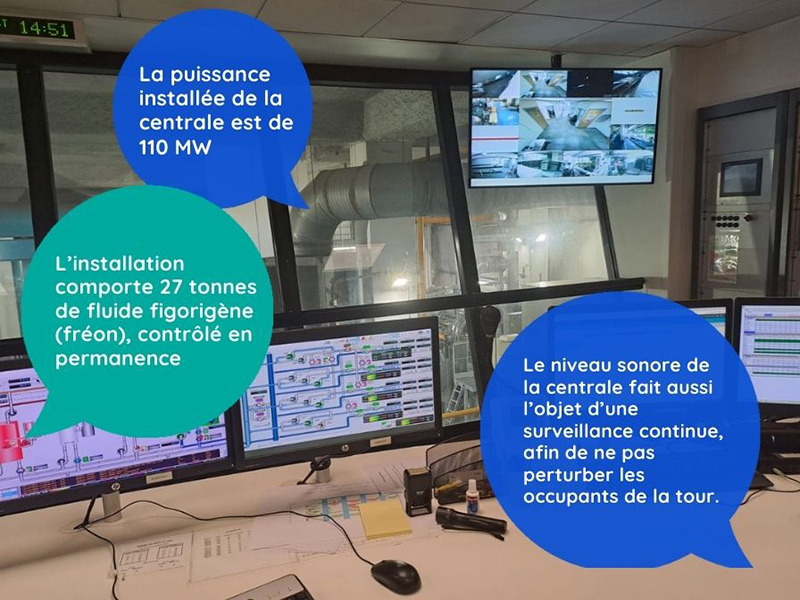 14:51
La puissance
installée de la
centrale est de
110 MW
L'installation
comporte 27 tonnes
de fluide figorigène
(fréon), contrôlé en
permanence
Le niveau sonore de
la centrale fait aussi
l'objet d'une
surveillance continue,
afin de ne pas
perturber les
occupants de la tour.
hp
hp